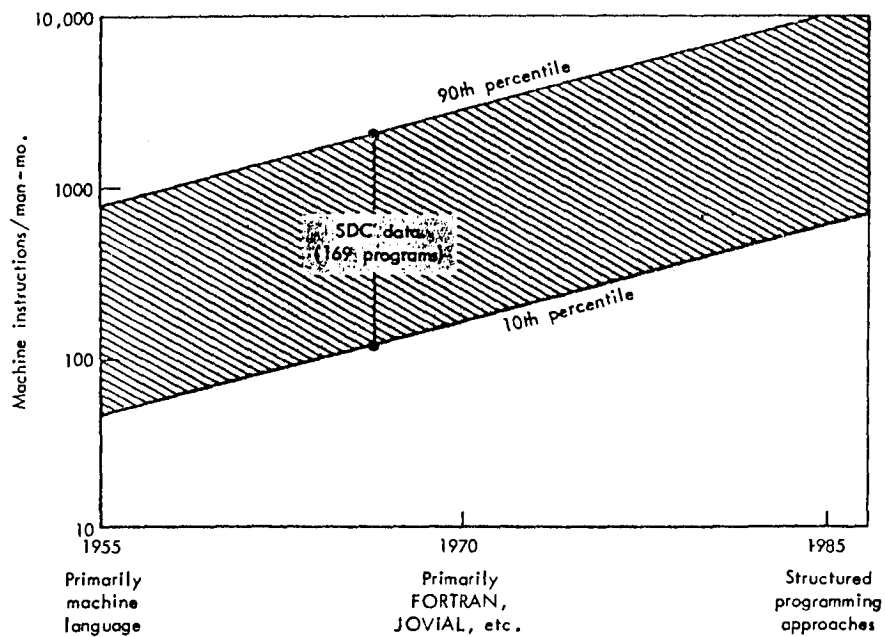 10,000
90th percentile
1000
Machine instructions/man-mo.
SDC data
(169 programs)
10th percentile
100
10
1955
1970
1985
Primarily
machine
language
Primarily
FORTRAN,
JOVIAL, etc.
Structured
programming
approaches